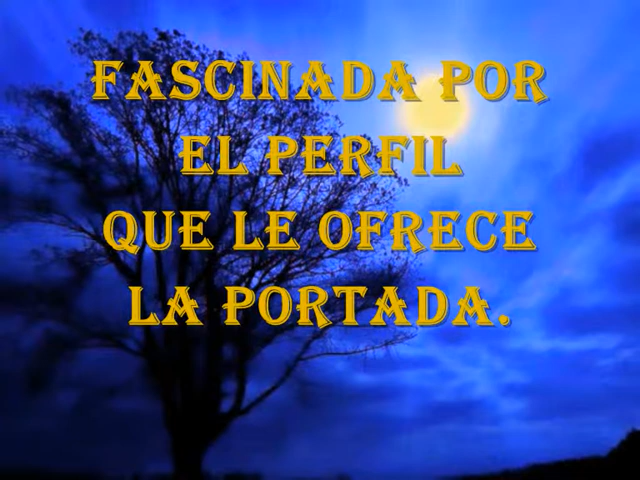 FASCINADA POR
EL PERFIL
QUE LE OFRECE
LA PORTADA.